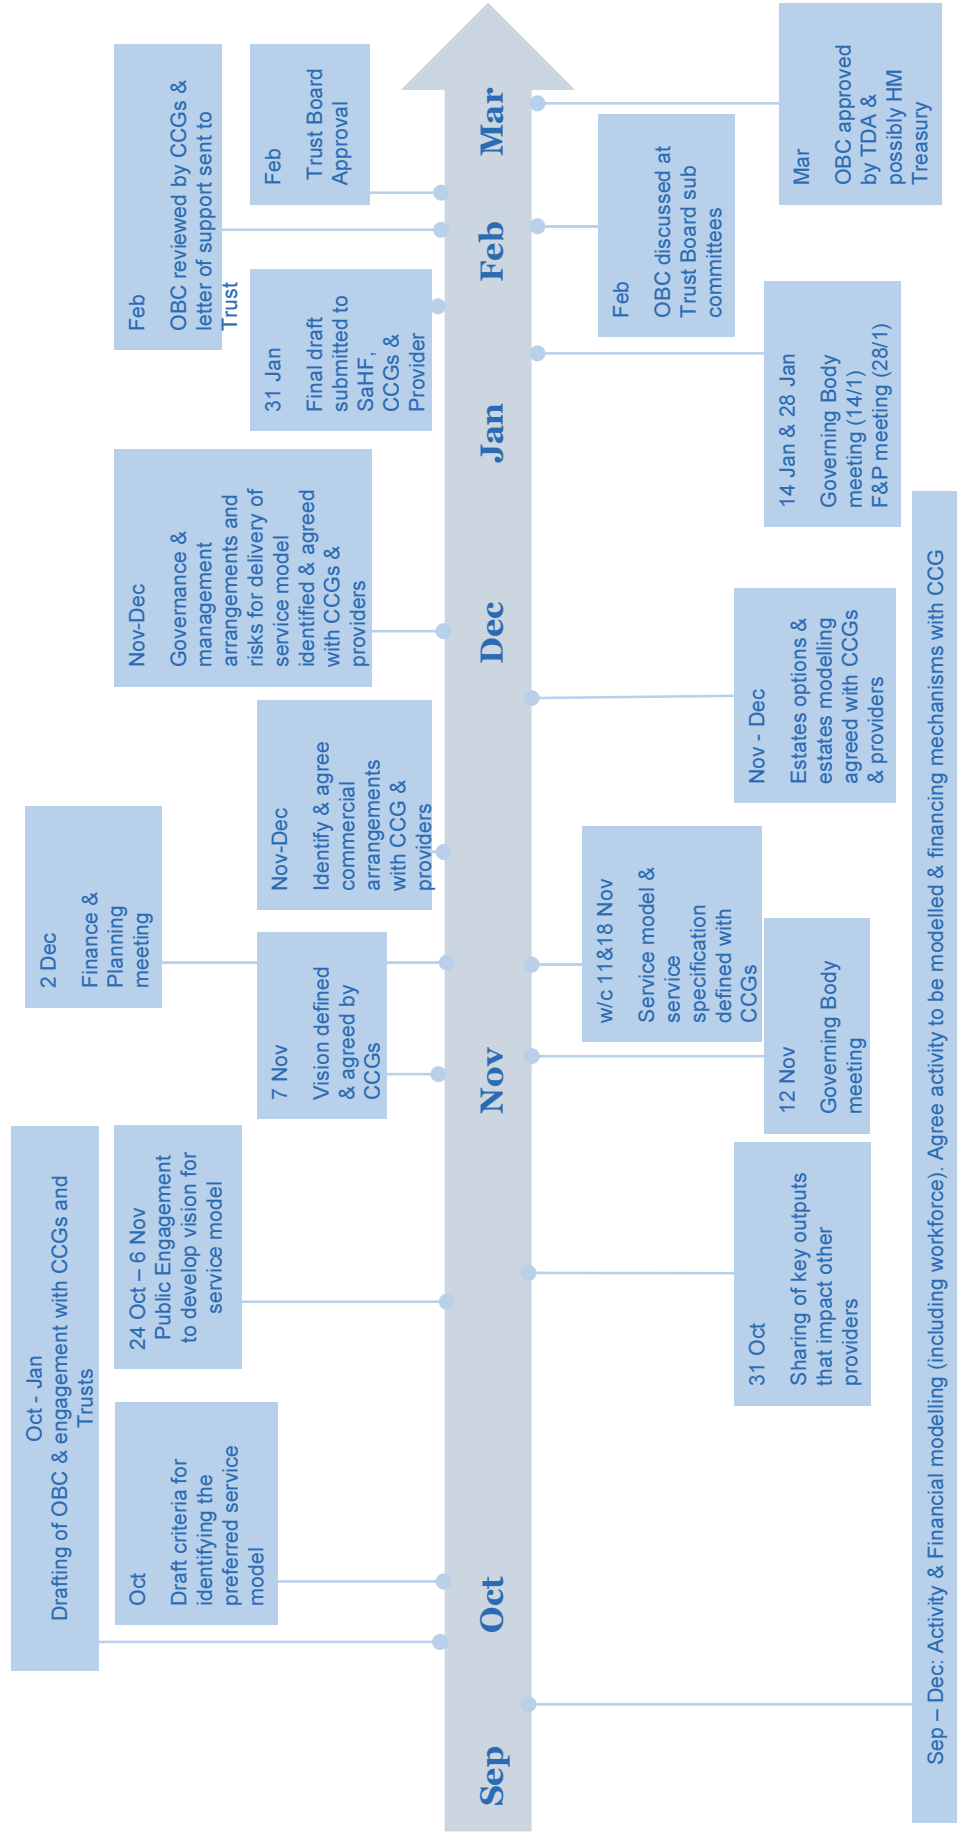 Oct - Jan
Drafting of OBC & engagement with CCGs and
Trusts
Oct
Draft criteria for
identifying the
preferred service
model
24 Oct – 6 Nov
Public Engagement
to develop vision for
service model
7 Nov
Vision defined
& agreed by
CCGs
2 Dec
Finance &
Planning
meeting
Nov-Dec
Identify & agree
commercial
arrangements
with CCG &
providers
Nov-Dec
Governance &
management
arrangements and
risks for delivery of
service model
identified & agreed
with CCGs &
providers
31 Jan
Final draft
submitted to
SaHF,
CCGs &
Provider
Feb
OBC reviewed by CCGs &
letter of support sent to
Trust
Feb
Trust Board
Approval
Sep
Oct
Nov
Dec
Jan
Feb
Mar
31 Oct
Sharing of key outputs
that impact other
providers
12 Nov
Governing Body
meeting
w/c 11&18 Nov
Service model &
service
specification
defined with
CCGs
Nov - Dec
Estates options &
estates modelling
agreed with CCGs
& providers
14 Jan & 28 Jan
Governing Body
meeting (14/1)
F&P meeting (28/1)
Feb
OBC discussed at
Trust Board sub
committees
Mar
OBC approved
by TDA &
possibly HM
Treasury
Sep – Dec: Activity & Financial modelling (including workforce). Agree activity to be modelled & financing mechanisms with CCG